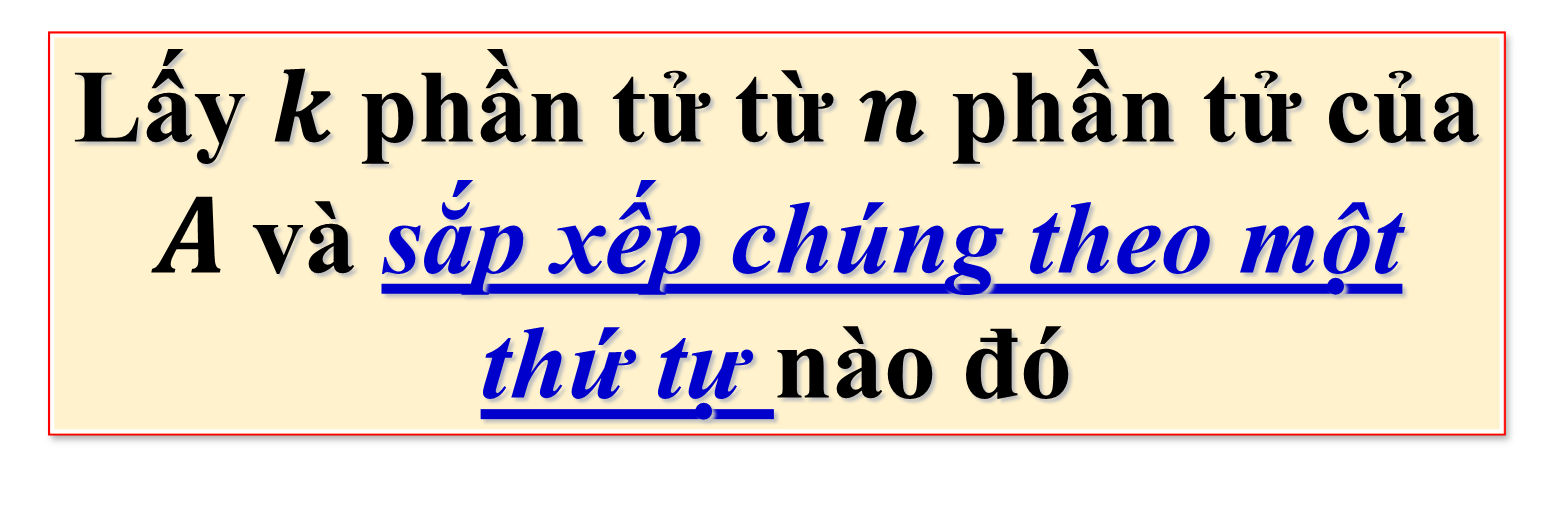 Lấy k phần tử từ n phần tử của
A và sắp xếp chúng theo một
thứ tự nào đó